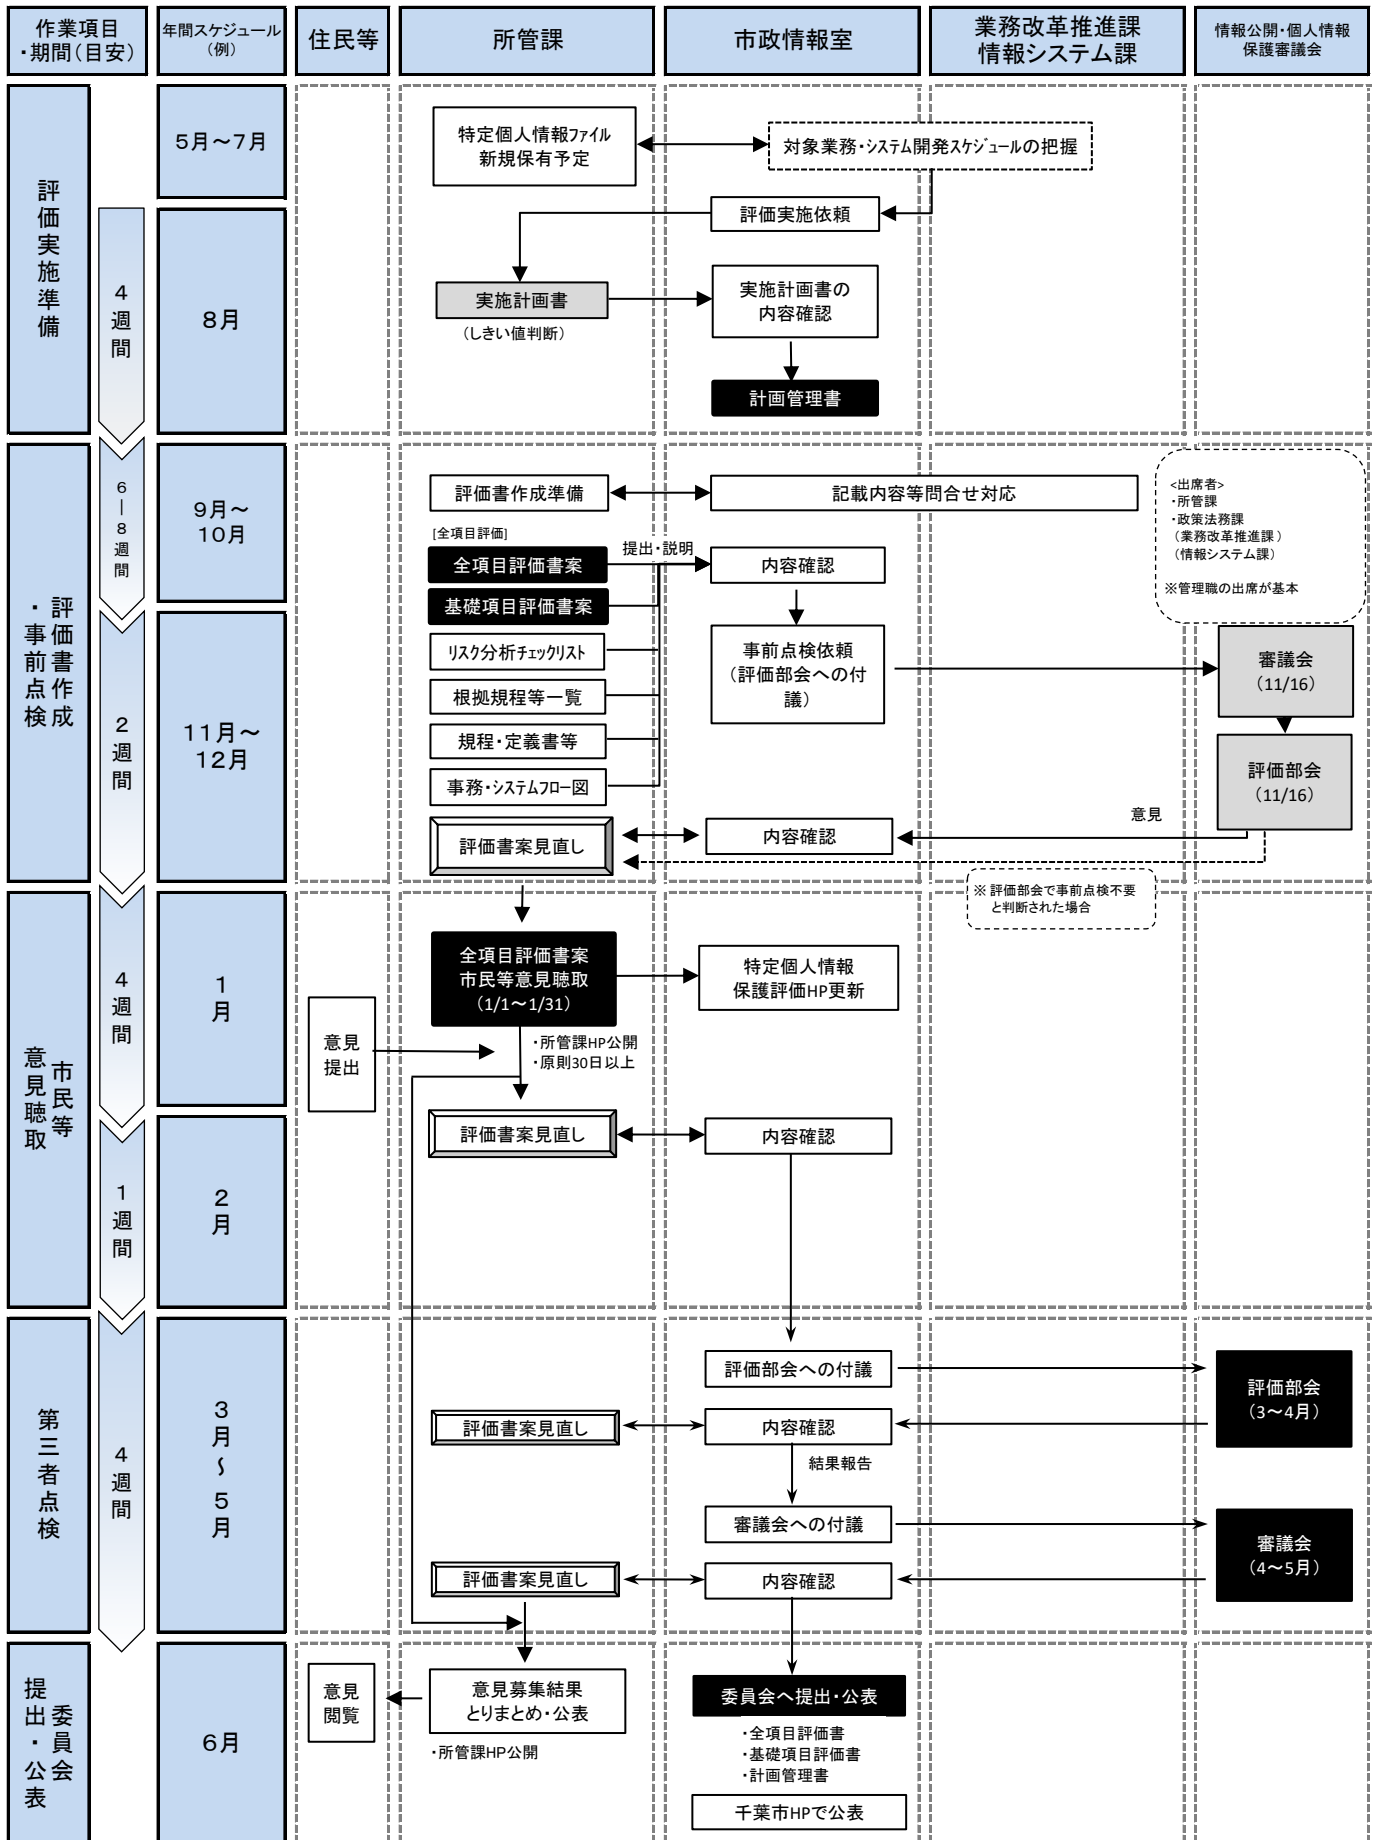 作業項目
・期間(目安)
年間スケジュール
(例)
住民等
所管課
市政情報室
業務改革推進課
情報システム課
情報公開・個人情報
保護審議会
評価実施準備
4週間
5月～7月
8月
特定個人情報ファイル
新規保有予定
対象業務・システム開発スケジュールの把握
評価実施依頼
実施計画書
(しきい値判断)
実施計画書の
内容確認
計画管理書
評価書作成
・事前点検
6―8週間
2週間
9月～
10月
11月～
12月
評価書作成準備
記載内容等問合せ対応
<出席者>
・所管課
・政策法務課
(業務改革推進課)
(情報システム課)
※管理職の出席が基本
[全項目評価]
全項目評価書案
提出・説明
内容確認
基礎項目評価書案
リスク分析チェックリスト
根拠規程等一覧
規程・定義書等
事務・システムフロー図
事前点検依頼
(評価部会への付
議)
審議会
(11/16)
評価部会
(11/16)
意見
評価書案見直し
内容確認
※評価部会で事前点検不要
と判断された場合
市民等
意見聴取
4週間
1週間
1月
2月
全項目評価書案
市民等意見聴取
(1/1～1/31)
特定個人情報
保護評価HP更新
意見
提出
・所管課HP公開
・原則30日以上
評価書案見直し
内容確認
第三者点検
4週間
3月～5月
評価部会への付議
評価部会
(3～4月)
評価書案見直し
内容確認
結果報告
審議会への付議
審議会
(4～5月)
評価書案見直し
内容確認
委員会
提出・公表
6月
意見
閲覧
意見募集結果
とりまとめ・公表
・所管課HP公開
委員会へ提出・公表
・全項目評価書
・基礎項目評価書
・計画管理書
千葉市HPで公表